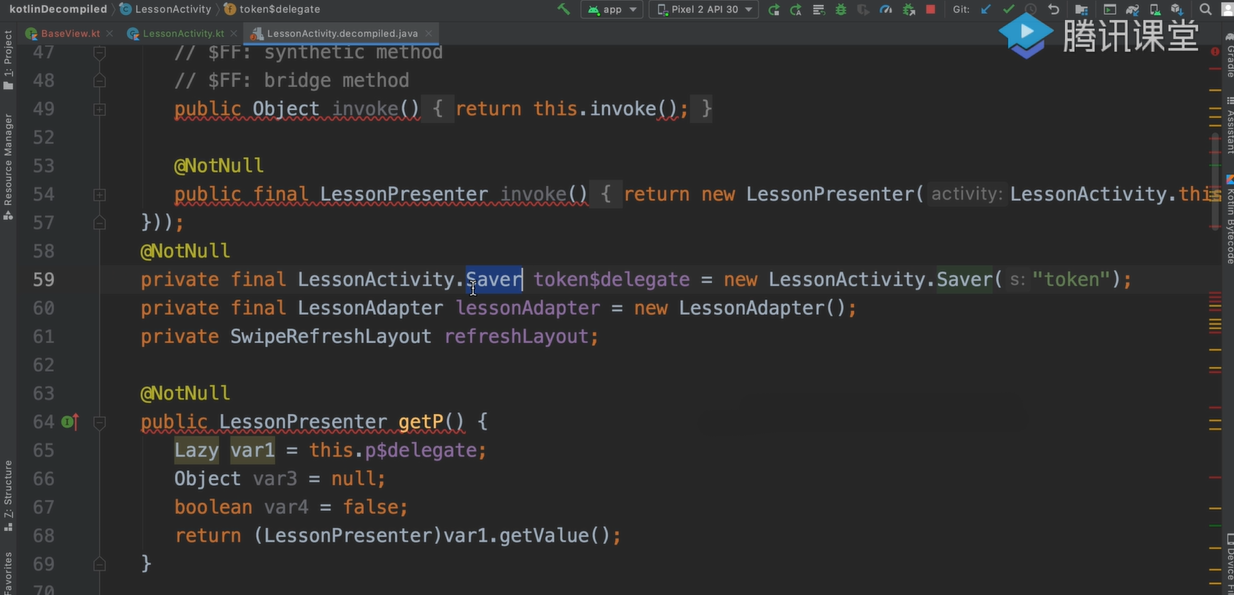 kotlinDecompiled
LessonActivity
token$delegate
app
Pixel 2 API 30
Git:
腾讯课堂
BaseView.kt
LessonActivity.kt
LessonActivity.decompiled.java
1: Project
Resource Manager
Z: Structure
Favorites
47 // $FF: synthetic method
48 // $FF: bridge method
49 public Object invoke() { return this.invoke(); }
52
53 @NotNull
54 public final LessonPresenter invoke() { return new LessonPresenter( activity: LessonActivity.this
57 }));
58 @NotNull
59 private final LessonActivity.Saver token$delegate = new LessonActivity.Saver( s: "token");
60 private final LessonAdapter lessonAdapter = new LessonAdapter();
61 private SwipeRefreshLayout refreshLayout;
62
63 @NotNull
64 public LessonPresenter getP() {
65 Lazy var1 = this.p$delegate;
66 Object var3 = null;
67 boolean var4 = false;
68 return (LessonPresenter)var1.getValue();
69 }
70
Gradle
Assistant
Kotlin Bytecode